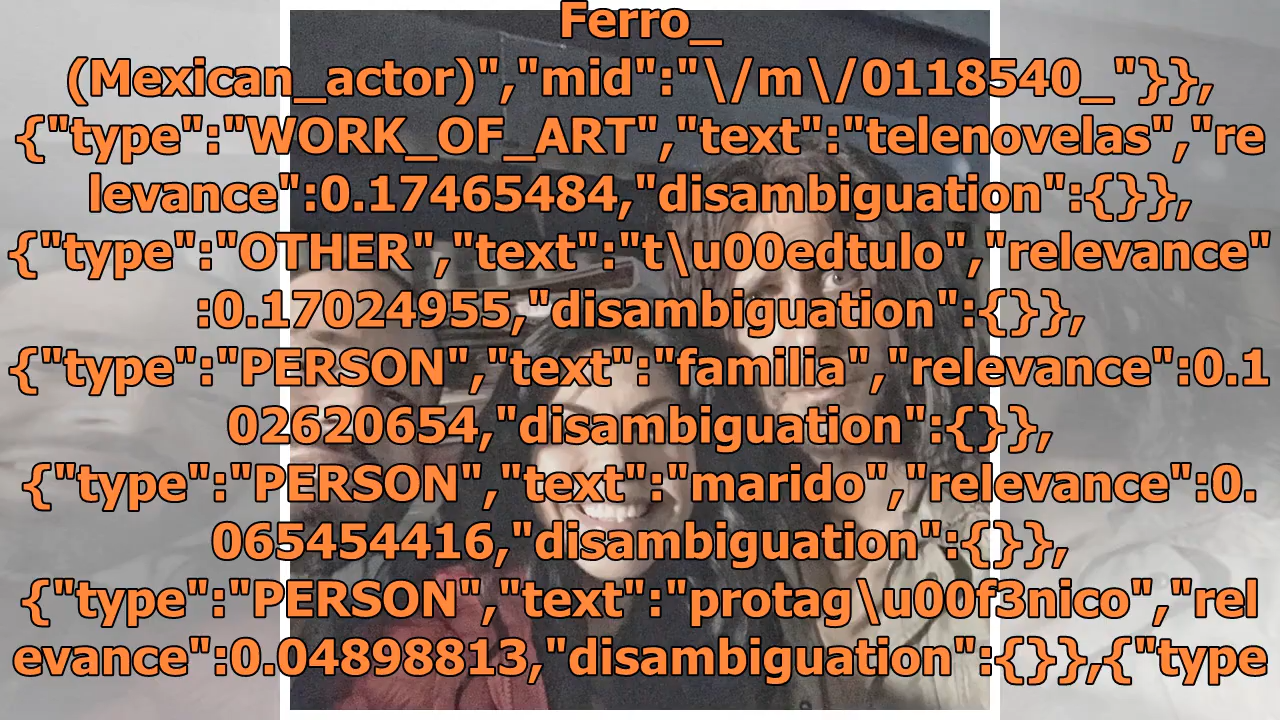 Ferro_
(Mexican_actor)","mid":"\/m\/0118540_"}},
{"type":"WORK_OF_ART","text":"telenovelas","re
levance":0.17465484,"disambiguation":{}},
{"type":"OTHER","text":"t\u00edtulo","relevance"
:0.17024955,"disambiguation":{}},
{"type":"PERSON","text":"familia","relevance":0.1
02620654,"disambiguation":{}},
{"type":"PERSON","text":"marido","relevance":0.
065454416,"disambiguation":{}},
{"type":"PERSON","text":"protag\u00f3nico","rel
evance":0.04898813,"disambiguation":{}},{"type